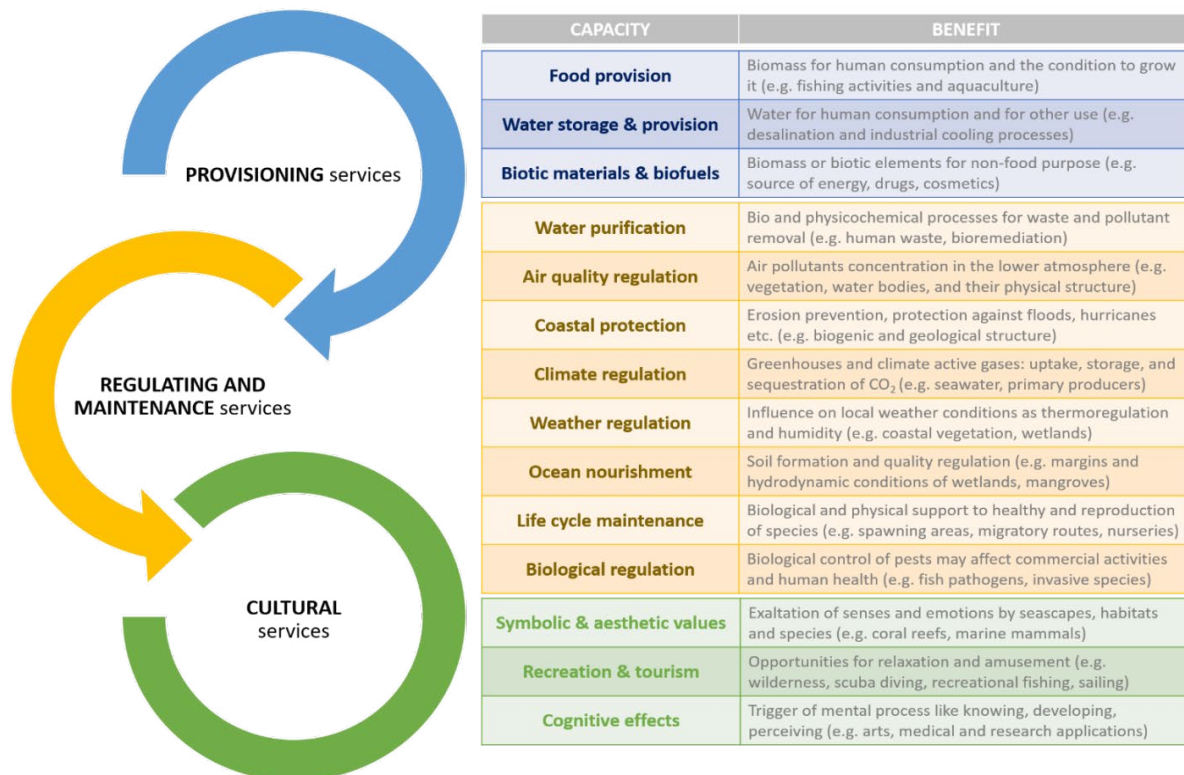 PROVISIONING services
REGULATING AND
MAINTENANCE services
CULTURAL
services
CAPACITY BENEFIT
Food provision
Biomass for human consumption and the condition to grow
it (e.g. fishing activities and aquaculture)
Water storage & provision
Water for human consumption and for other use (e.g.
desalination and industrial cooling processes)
Biotic materials & biofuels
Biomass or biotic elements for non-food purpose (e.g.
source of energy, drugs, cosmetics)
Water purification
Bio and physicochemical processes for waste and pollutant
removal (e.g. human waste, bioremediation)
Air quality regulation
Air pollutants concentration in the lower atmosphere (e.g.
vegetation, water bodies, and their physical structure)
Coastal protection
Erosion prevention, protection against floods, hurricanes
etc. (e.g. biogenic and geological structure)
Climate regulation
Greenhouses and climate active gases: uptake, storage, and
sequestration of CO₂ (e.g. seawater, primary producers)
Weather regulation
Influence on local weather conditions as thermoregulation
and humidity (e.g. coastal vegetation, wetlands)
Ocean nourishment
Soil formation and quality regulation (e.g. margins and
hydrodynamic conditions of wetlands, mangroves)
Life cycle maintenance
Biological and physical support to healthy and reproduction
of species (e.g. spawning areas, migratory routes, nurseries)
Biological regulation
Biological control of pests may affect commercial activities
and human health (e.g. fish pathogens, invasive species)
Symbolic & aesthetic values
Exaltation of senses and emotions by seascapes, habitats
and species (e.g. coral reefs, marine mammals)
Recreation & tourism
Opportunities for relaxation and amusement (e.g.
wilderness, scuba diving, recreational fishing, sailing)
Cognitive effects
Trigger of mental process like knowing, developing,
perceiving (e.g. arts, medical and research applications)